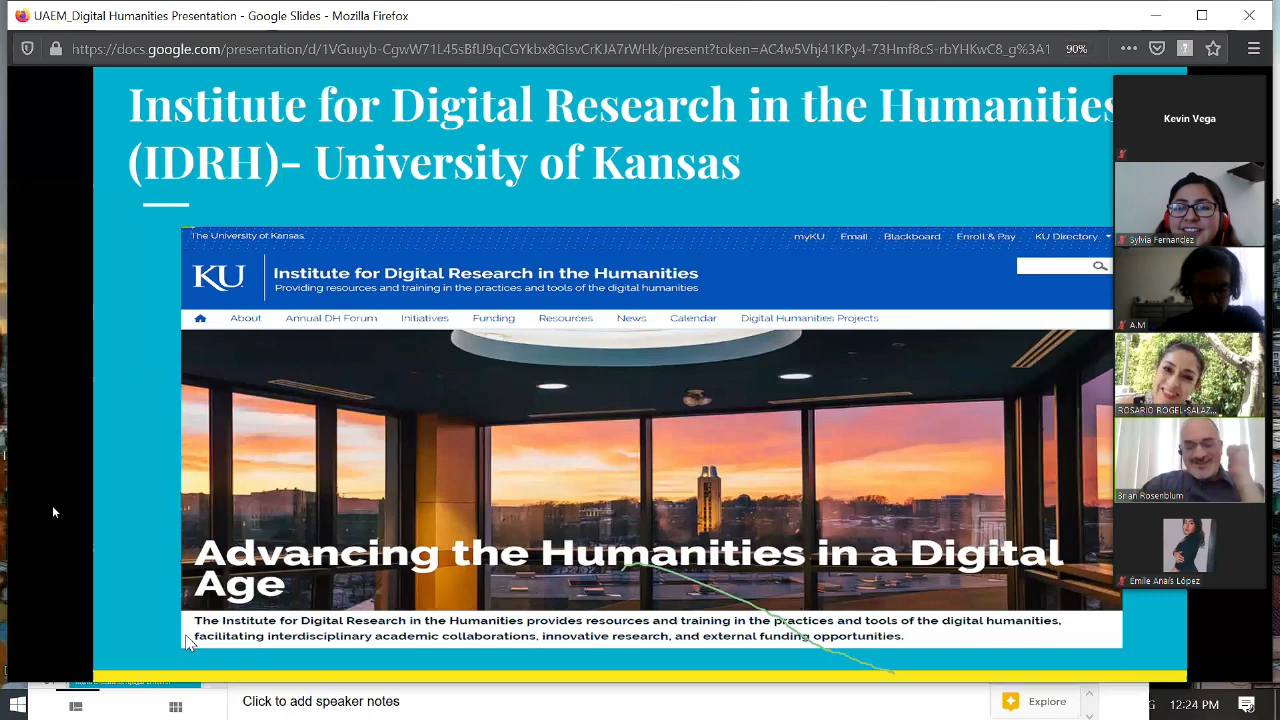 UAEM_Digital Humanities Presentation - Google Slides - Mozilla Firefox
https://docs.google.com/presentation/d/1VGuyb-CgwW71L45sBfU9qCGYkbx8GlsvCrKJA7rWHk/present?token=AC4w5Vhj41KPy4-73Hmf8cS-rbYHKwC8_g%3A1
90%
Institute for Digital Research in the Humanities
(IDRH)- University of Kansas
The University of Kansas.
myKU Email Blackboard Enroll & Pay KU Directory
KU
Institute for Digital Research in the Humanities
Providing resources and training in the practices and tools of the digital humanities
About Annual DH Forum Initiatives Funding Resources News Calendar Digital Humanities Projects
Advancing the Humanities in a Digital
Age
The Institute for Digital Research in the Humanities provides resources and training in the practices and tools of the digital humanities,
facilitating interdisciplinary academic collaborations, innovative research, and external funding opportunities.
Kevin Vega
Sylvia Fernandez
A.M
ROSARIO ROGEL-SALAZ...
Brian Rosenblum
Émile Anaís López
Click to add speaker notes
Explore
G
12:24 PM